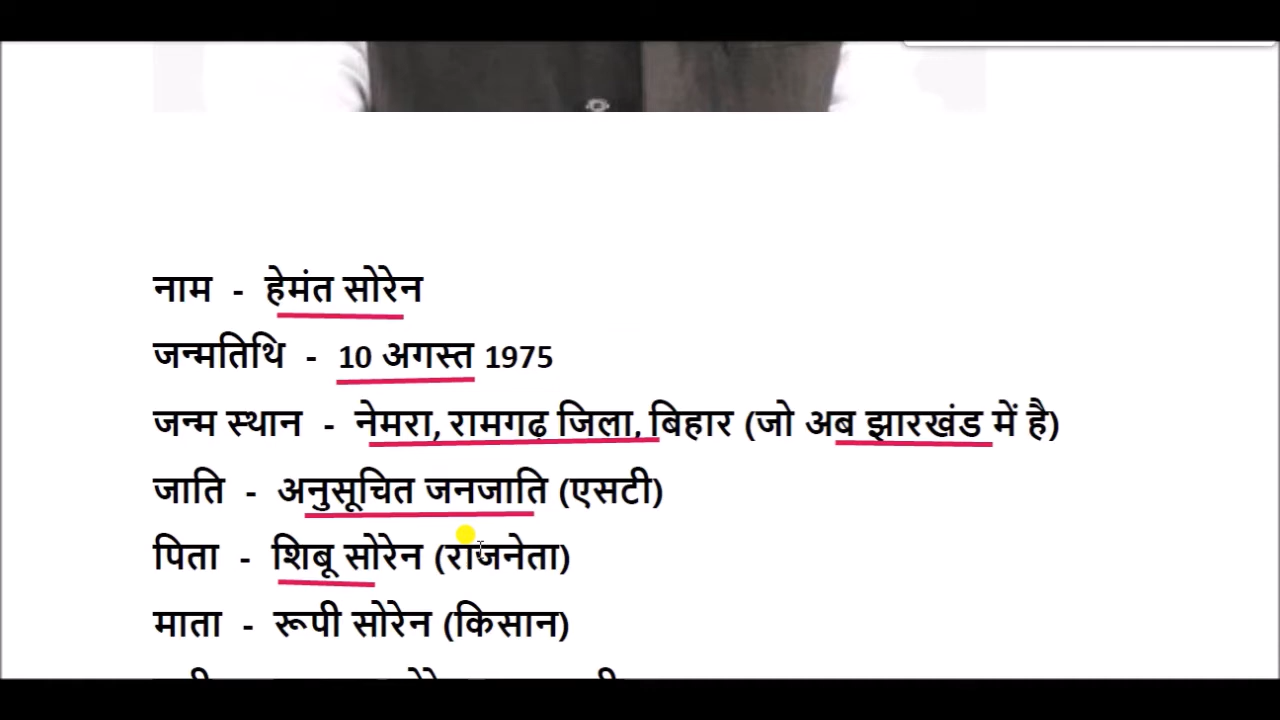 नाम - हेमंत सोरेन
जन्मतिथि - 10 अगस्त 1975
जन्म स्थान - नेमरा, रामगढ़ जिला, बिहार (जो अब झारखंड में है)
जाति - अनुसूचित जनजाति (एसटी)
पिता - शिबू सोरेन (राजनेता)
माता - रूपी सोरेन (किसान)